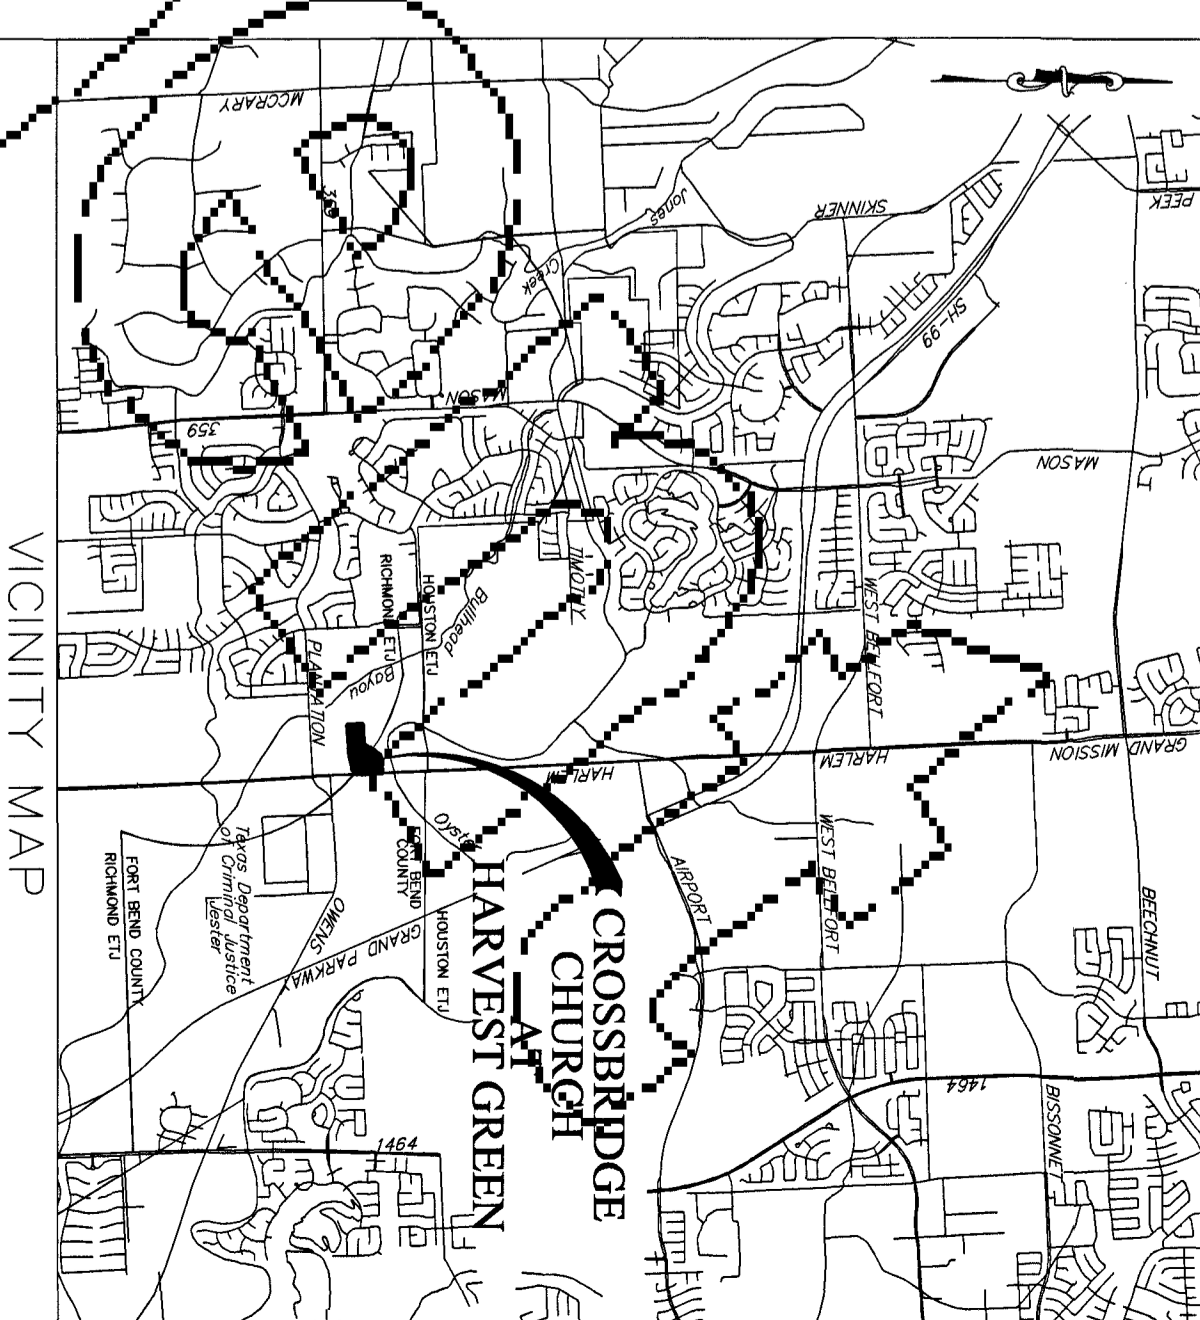 VICINITY MAP
CROSSBRIDGE
CHURCH
AT
HARVEST GREEN
MCCRARY
359
359
Jones
Creek
SKINNER
PEEK
SH-99
MASON
MASON
TIMOTHY
WEST BELLFORT
Bullhead
Bayou
RICHMOND ETJ
HOUSTON ETJ
PLANTATION
HARLEM
HARLEM
GRAND MISSION
Oyster
FORT BEND
COUNTY
HOUSTON ETJ
AIRPORT
WEST BELLFORT
BEECHNUT
Texas Department
of Criminal Justice
Jester
OWENS
GRAND PARKWAY
FORT BEND COUNTY
RICHMOND ETJ
1464
1464
BISSONNET